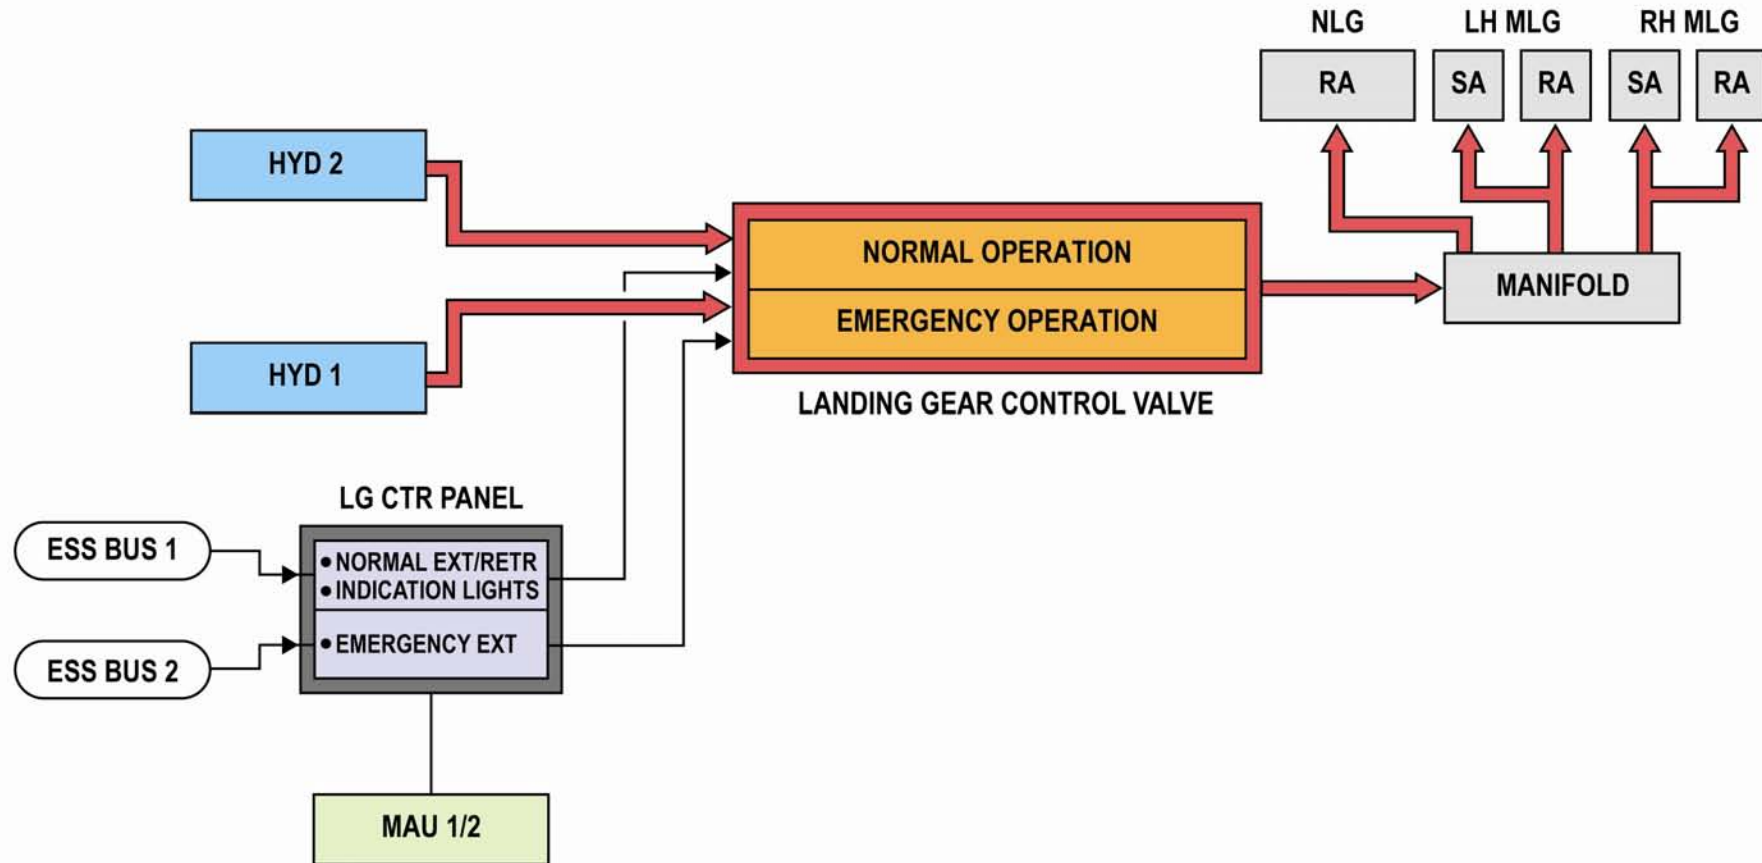 NLG
LH MLG
RH MLG
RA
SA
RA
SA
RA
HYD 2
NORMAL OPERATION
EMERGENCY OPERATION
MANIFOLD
HYD 1
LANDING GEAR CONTROL VALVE
LG CTR PANEL
ESS BUS 1
• NORMAL EXT/RETR
• INDICATION LIGHTS
• EMERGENCY EXT
ESS BUS 2
MAU 1/2